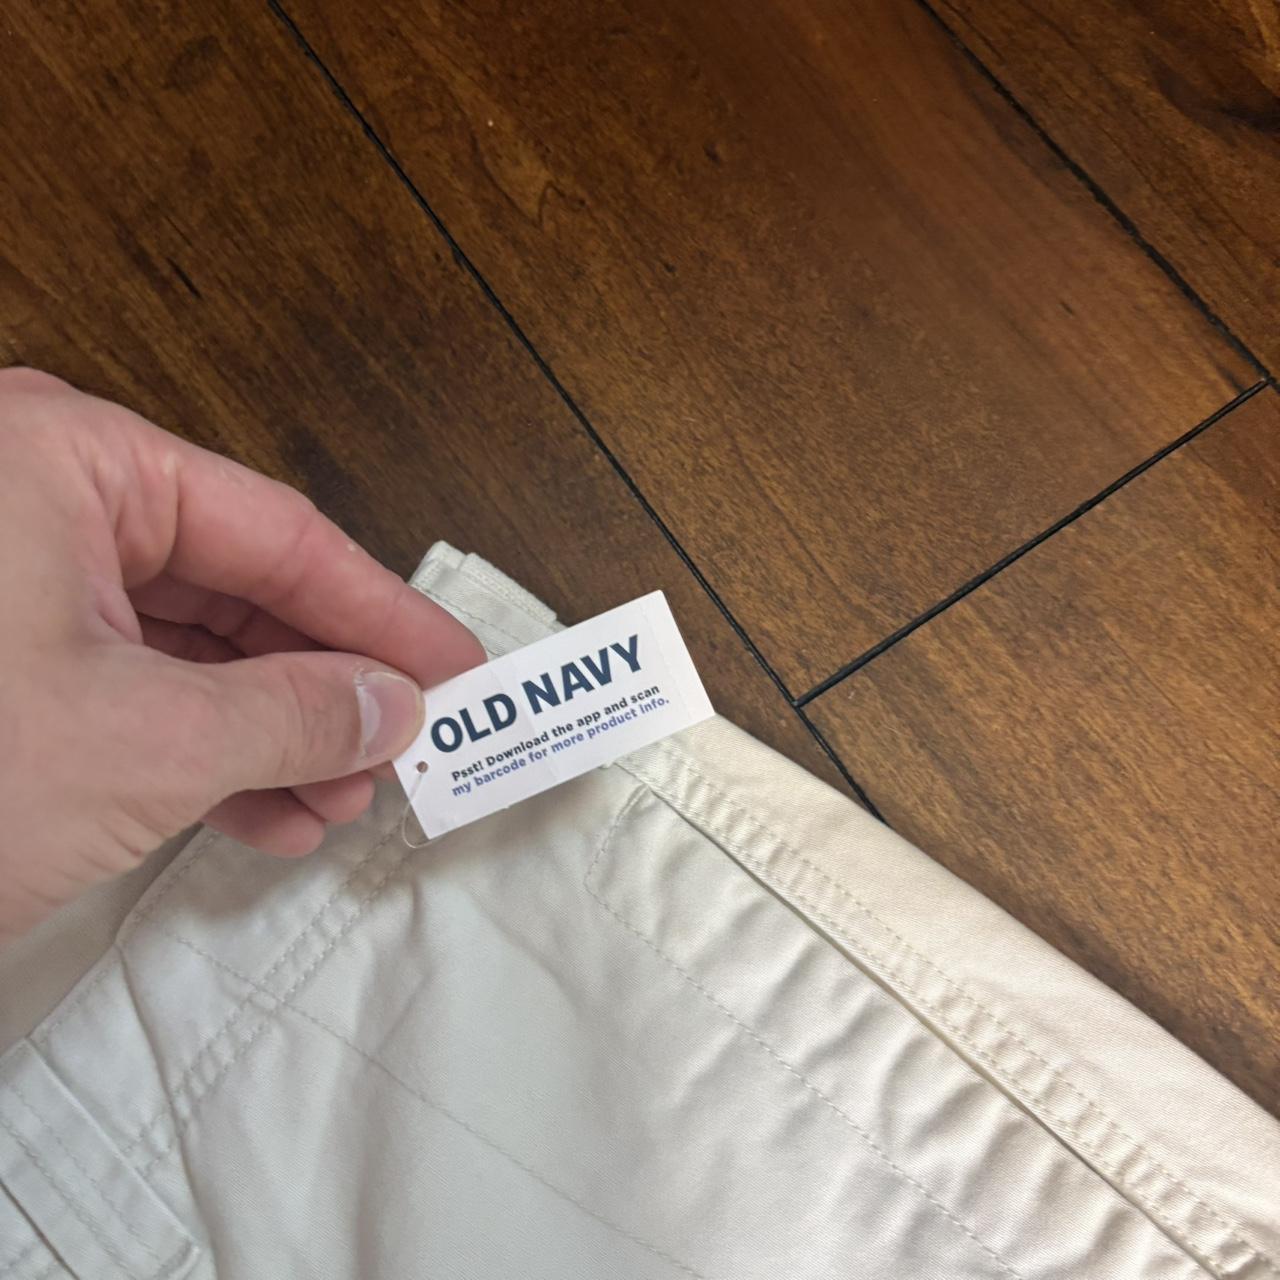 OLD NAVY
Psst! Download the app and scan
my barcode for more product info.